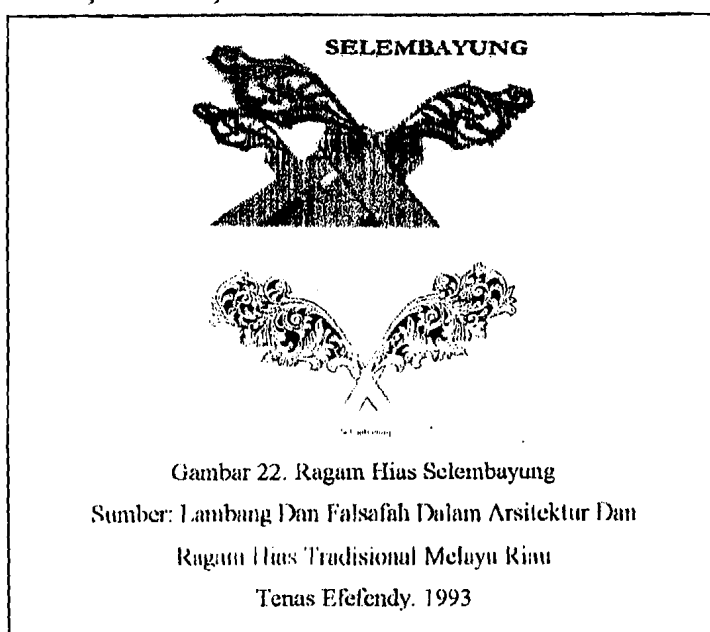 SELEMBAYUNG
Selembayung
Gambar 22. Ragam Hias Selembayung
Sumber: Lambang Dan Falsafah Dalam Arsitektur Dan
Ragam Hias Tradisional Melayu Riau
Tenas Efefendy. 1993